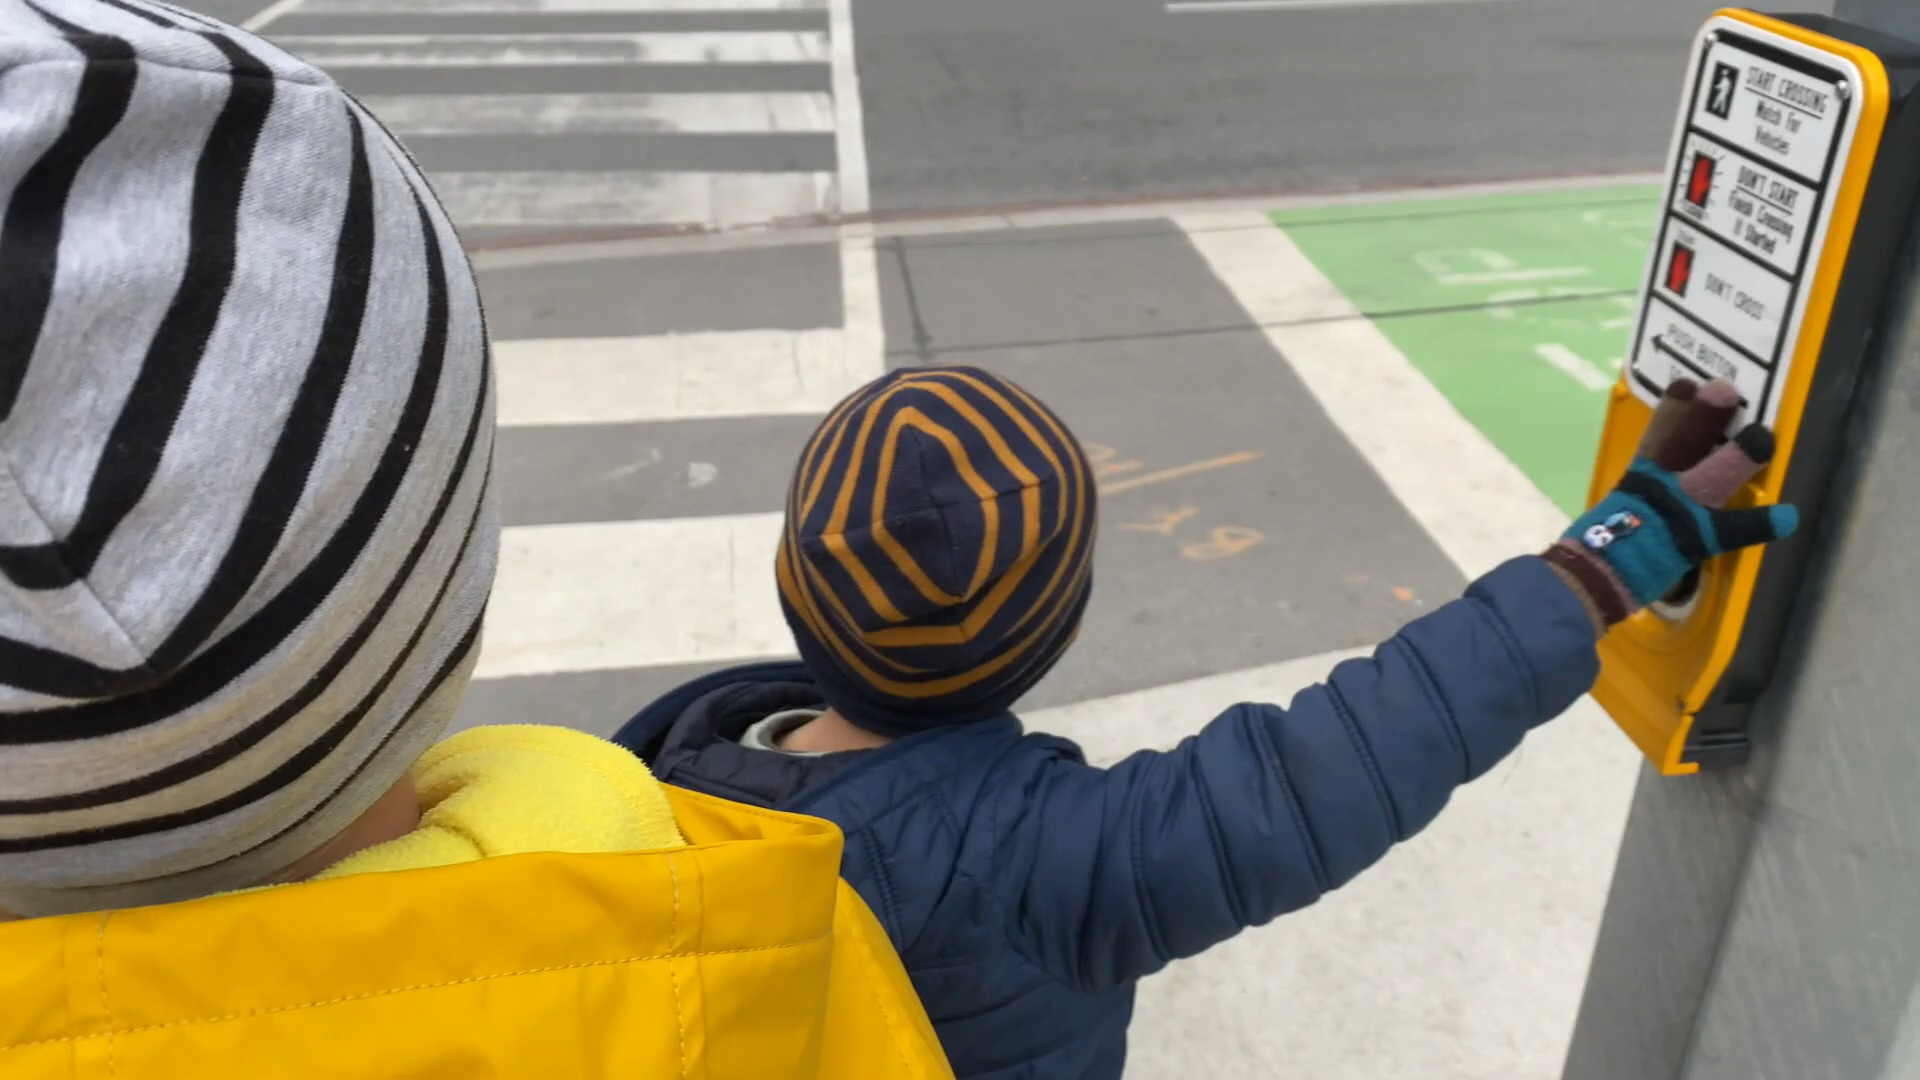 START CROSSING
Watch For
Vehicles
DON'T START
Finish Crossing
If Started
DON'T CROSS
PUSH BUTTON